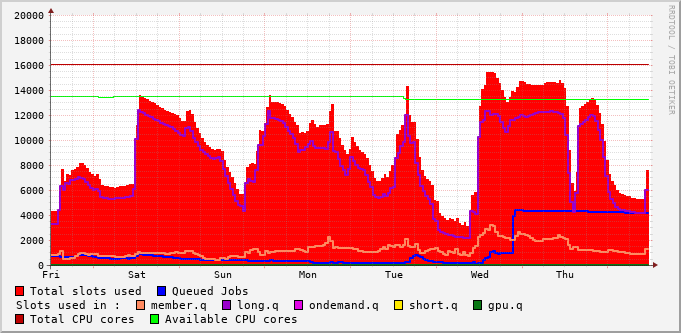 20000
18000
16000
14000
12000
10000
8000
6000
4000
2000
0
Fri Sat Sun Mon Tue Wed Thu
RRDTOOL / TOBI OETIKER
Total slots used Queued Jobs
Slots used in : member.q long.q ondemand.q short.q gpu.q
Total CPU cores Available CPU cores